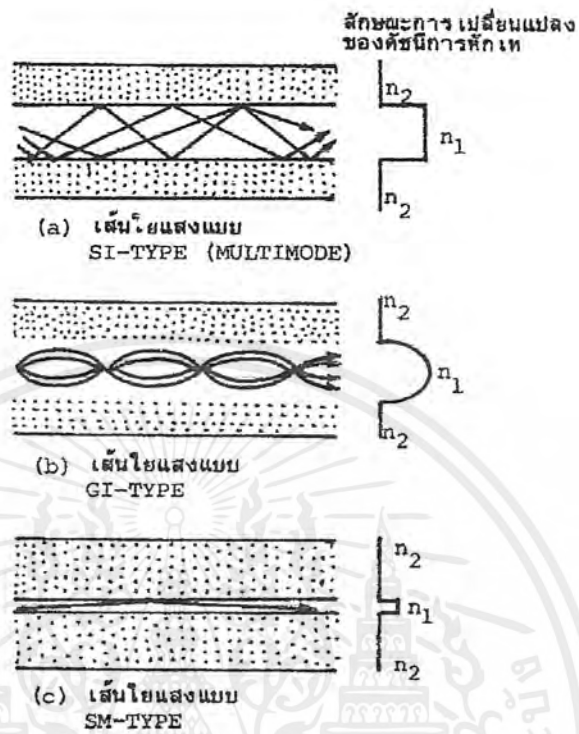 ลักษณะการเปลี่ยนแปลง
ของดัชนีการหักเห
n2
n1
n2
(a) เส้นใยแสงแบบ
SI-TYPE (MULTIMODE)
n2
n1
n2
(b) เส้นใยแสงแบบ
GI-TYPE
n2
n1
n2
(c) เส้นใยแสงแบบ
SM-TYPE